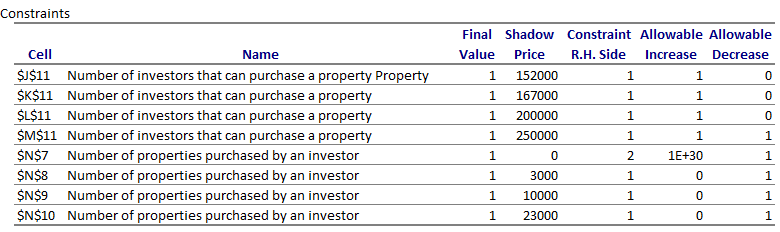 Constraints
Final Shadow Constraint Allowable Allowable
Cell Name Value Price R.H. Side Increase Decrease
$J$11 Number of investors that can purchase a property Property 1 152000 1 1 0
$K$11 Number of investors that can purchase a property 1 167000 1 1 0
$L$11 Number of investors that can purchase a property 1 200000 1 1 0
$M$11 Number of investors that can purchase a property 1 250000 1 1 1
$N$7 Number of properties purchased by an investor 1 0 2 1E+30 1
$N$8 Number of properties purchased by an investor 1 3000 1 0 1
$N$9 Number of properties purchased by an investor 1 10000 1 0 1
$N$10 Number of properties purchased by an investor 1 23000 1 0 1